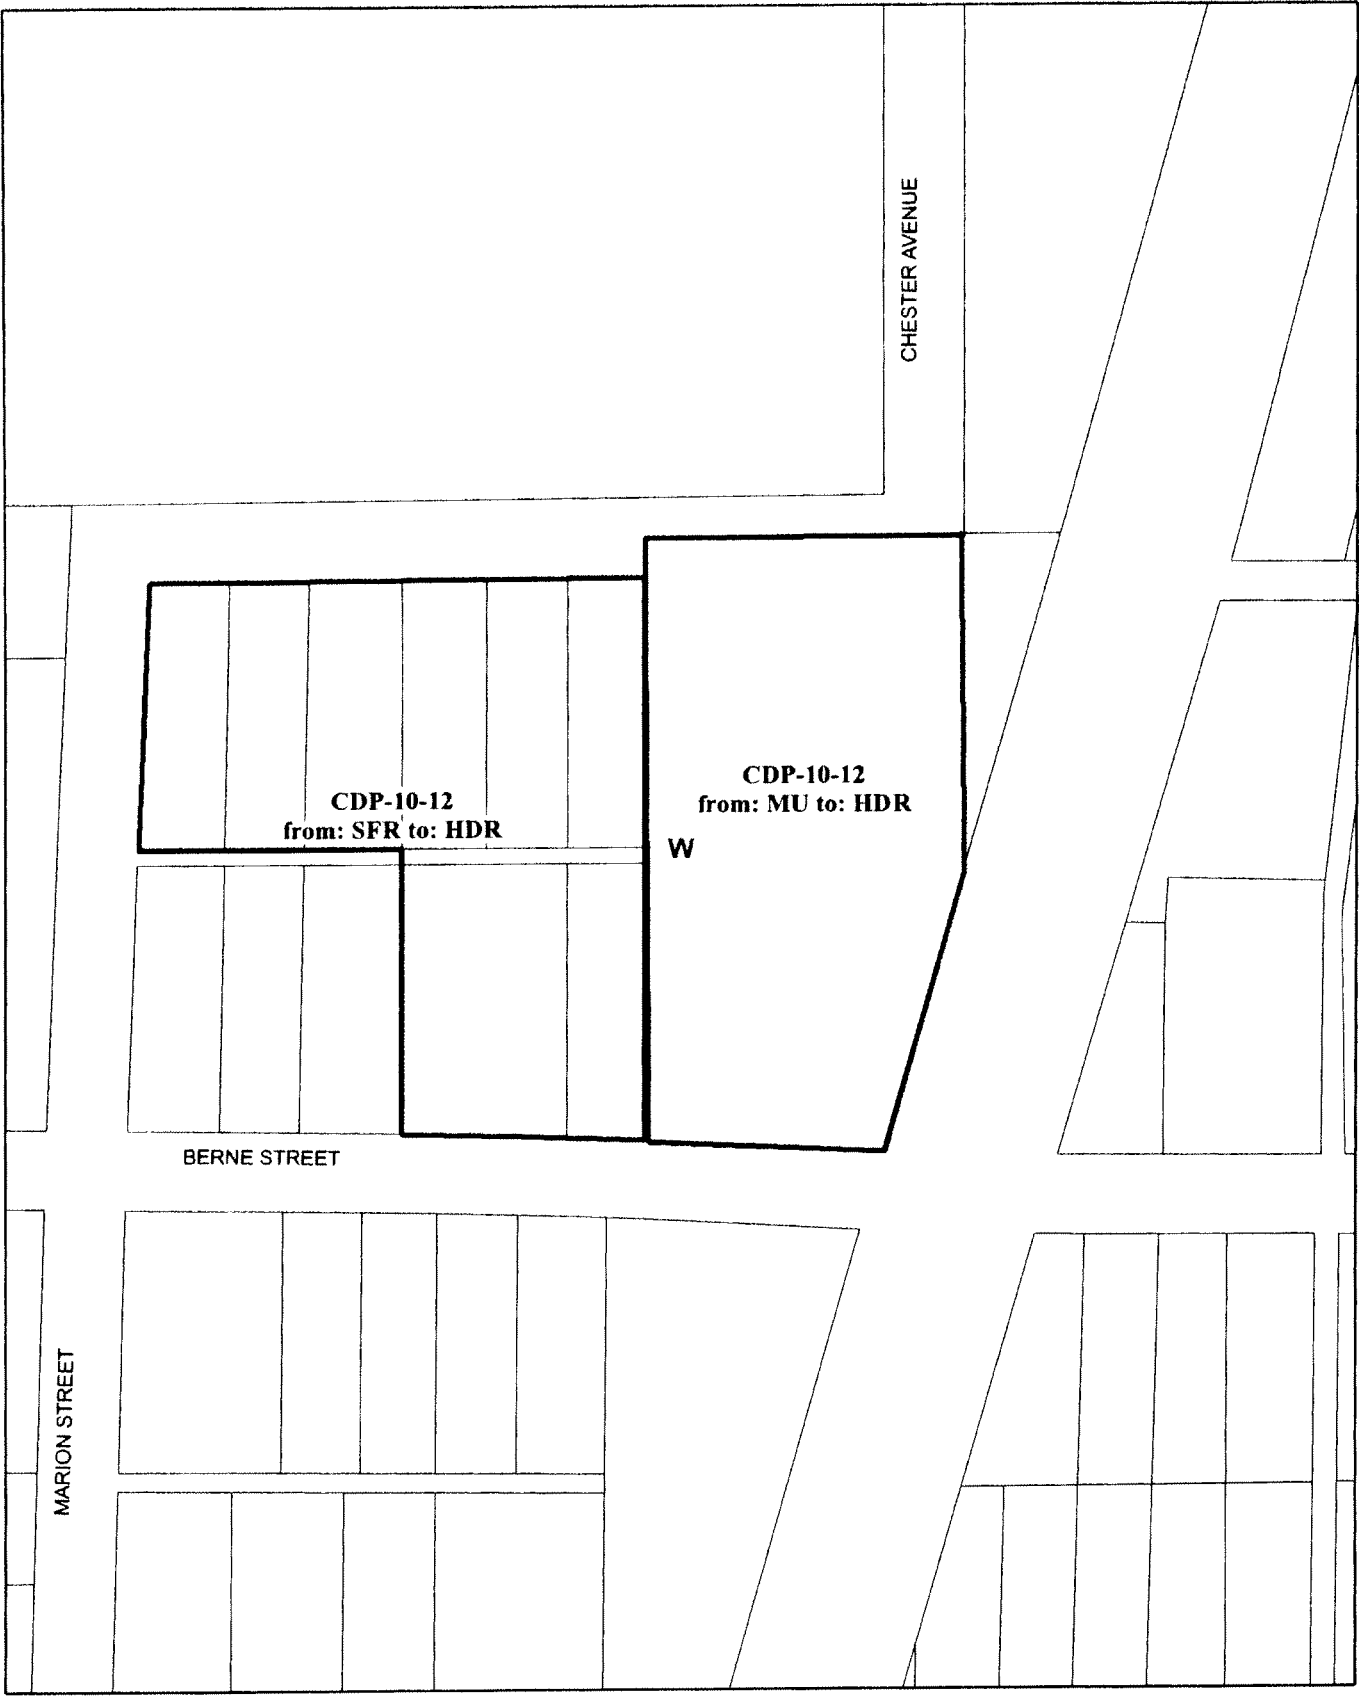 CHESTER AVENUE
CDP-10-12
from: MU to: HDR
CDP-10-12
from: SFR to: HDR
W
BERNE STREET
MARION STREET